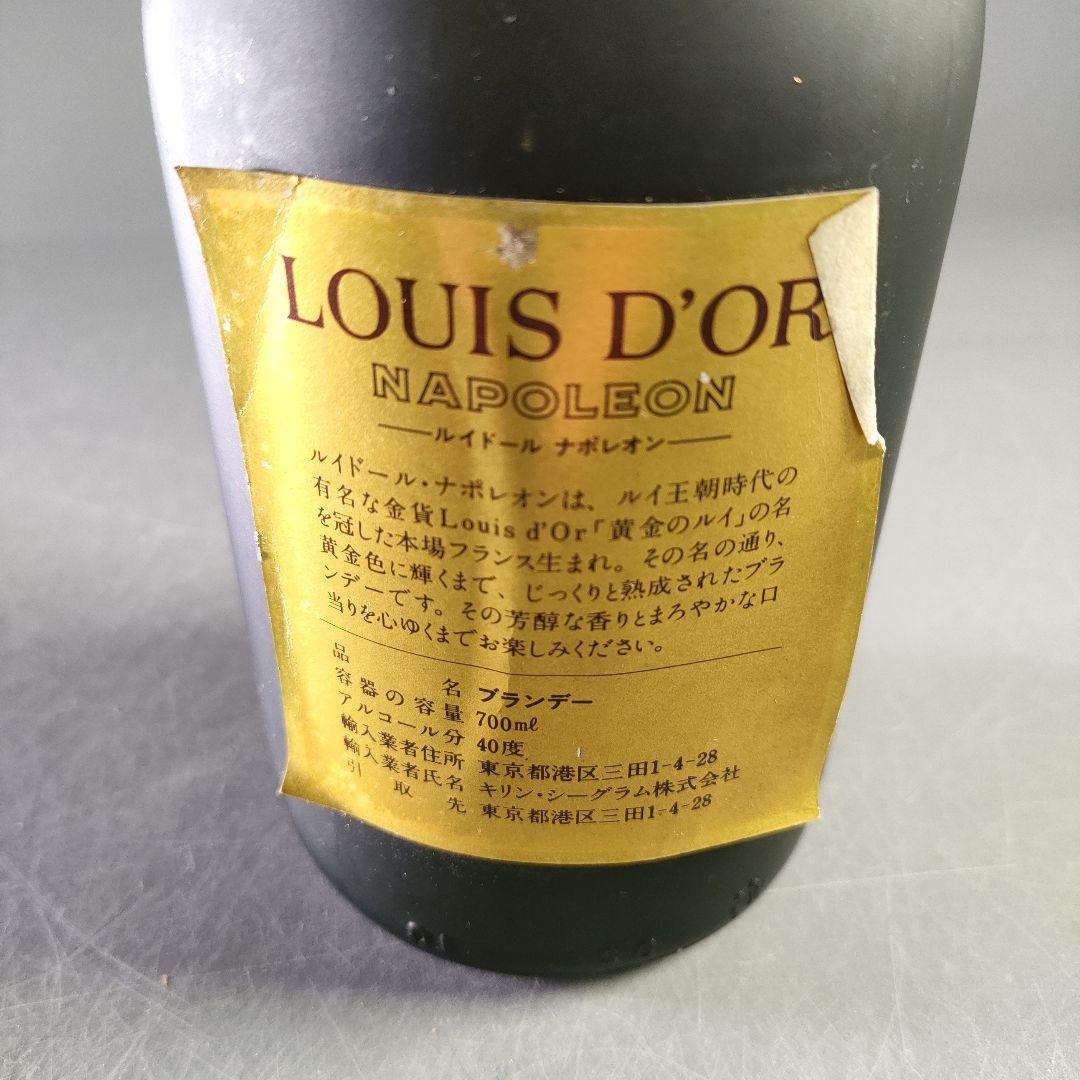 LOUIS D'OR
NAPOLEON
ルイドール ナポレオン
ルイドール・ナポレオンは、ルイ王朝時代の
有名な金貨Louis d'Or「黄金のルイ」の名
を冠した本場フランス生まれ。その名の通り、
黄金色に輝くまで、じっくりと熟成されたブラ
ンデーです。その芳醇な香りとまろやかな口
当りを心ゆくまでお楽しみください。
品名 ブランデー
容器の容量 700mℓ
アルコール分 40度
輸入業者住所 東京都港区三田1-4-28
輸入業者氏名 キリン・シーグラム株式会社
引取先 東京都港区三田1-4-28